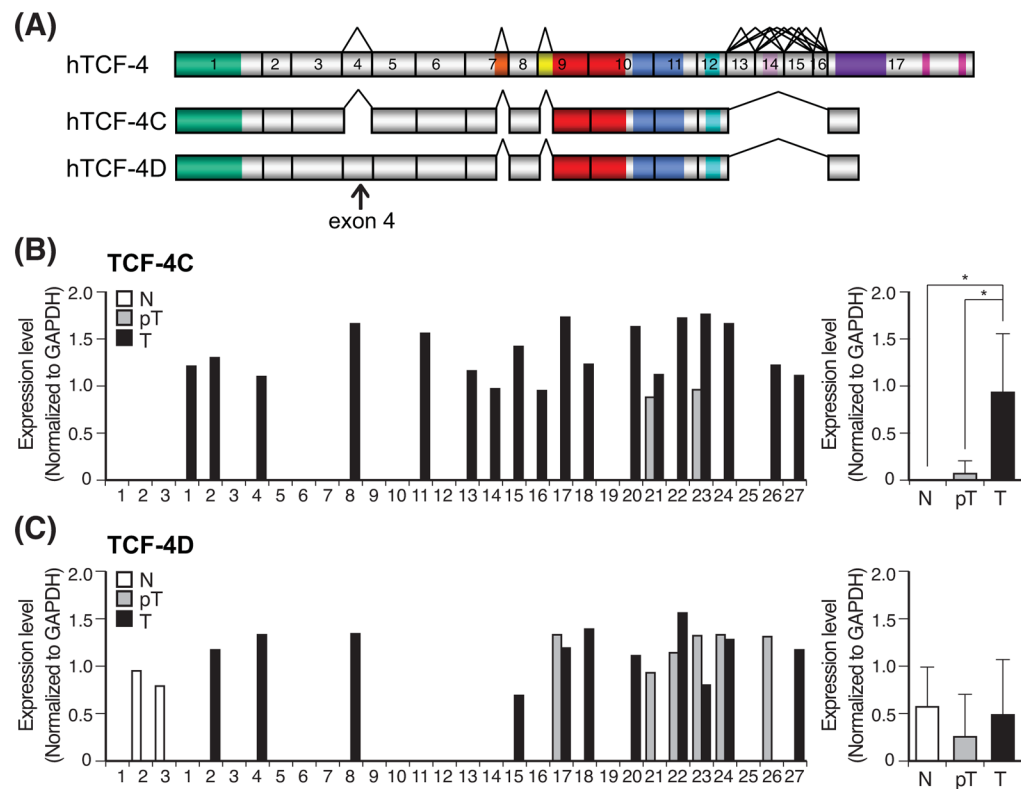 (A)
hTCF-4 1 2 3 4 5 6 7 8 9 10 11 12 13 14 15 16 17
hTCF-4C
hTCF-4D
exon 4
(B)
TCF-4C
Expression level
(Normalized to GAPDH)
2.0
1.5
1.0
0.5
0
N
pT
T
1 2 3 1 2 3 4 5 6 7 8 9 10 11 12 13 14 15 16 17 18 19 20 21 22 23 24 25 26 27
Expression level
(Normalized to GAPDH)
2.0
1.5
1.0
0.5
0
*
*
N pT T
(C)
TCF-4D
Expression level
(Normalized to GAPDH)
2.0
1.5
1.0
0.5
0
N
pT
T
1 2 3 1 2 3 4 5 6 7 8 9 10 11 12 13 14 15 16 17 18 19 20 21 22 23 24 25 26 27
Expression level
(Normalized to GAPDH)
2.0
1.5
1.0
0.5
0
N pT T